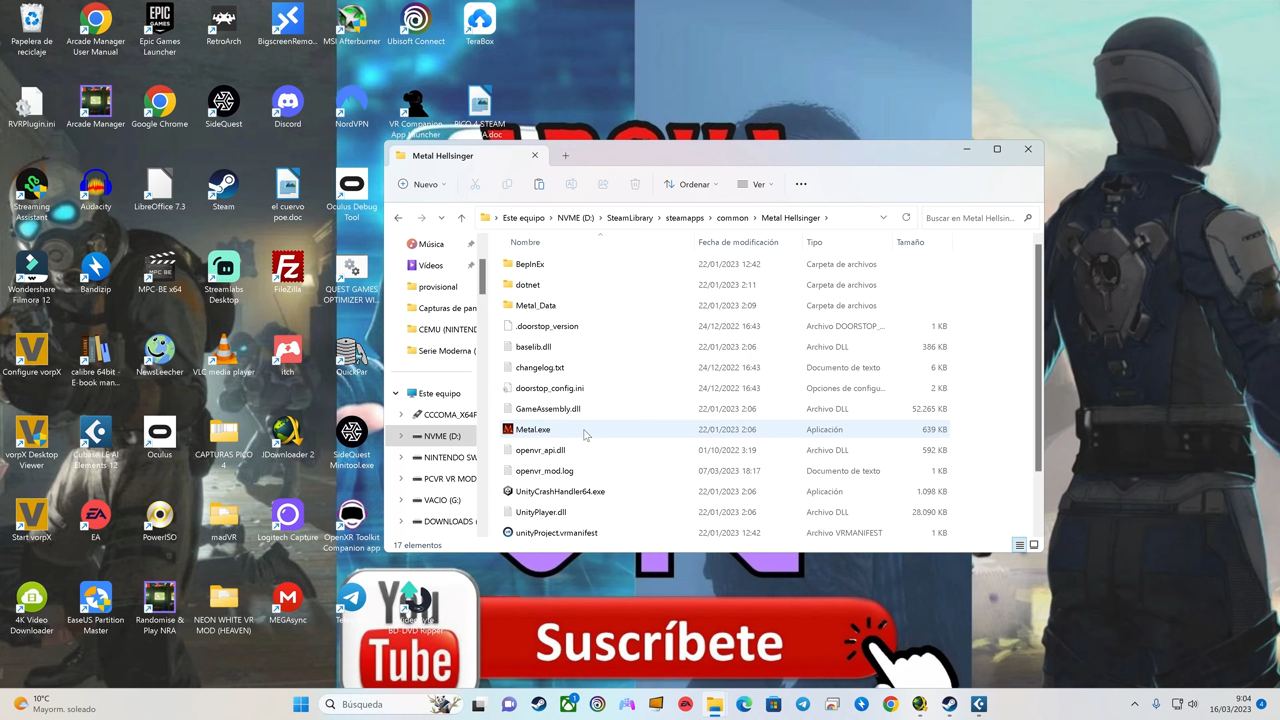 Papelera de
reciclaje
Arcade Manager
User Manual
EPIC
GAMES
Epic Games
Launcher
RetroArch
BigscreenRemo...
MSI Afterburner
Ubisoft Connect
TeraBox
RVRPlugin.ini
Arcade Manager
Google Chrome
SideQuest
Discord
NordVPN
VR Companion
App Launcher
PICO 4 STEAM
Streaming
Assistant
Audacity
LibreOffice 7.3
Steam
el cuervo
poe.doc
Oculus Debug
Tool
Wondershare
Filmora 12
Bandizip
MPC-BE x64
Streamlabs
Desktop
FileZilla
QUEST GAMES
OPTIMIZER WI...
Configure vorpX
calibre 64bit -
E-book man...
NewsLeecher
VLC media player
itch
QuickPar
vorpX Desktop
Viewer
Cubase LE AI
Elements 12
Oculus
CAPTURAS PICO
4
JDownloader 2
SideQuest
Minitool.exe
Start vorpX
EA
PowerISO
madVR
Logitech Capture
OpenXR Toolkit
Companion app
4K Video
Downloader
EaseUS Partition
Master
Randomise &
Play NRA
NEON WHITE VR
MOD (HEAVEN)
MEGAsync
BD-DVD Ripper
Metal Hellsinger
Nuevo
Ordenar
Ver
Este equipo > NVME (D:) > SteamLibrary > steamapps > common > Metal Hellsinger >
Buscar en Metal Hellsin...
Nombre Fecha de modificación Tipo Tamaño
Música
Vídeos
provisional
Capturas de pan
CEMU (NINTEND
Serie Moderna (
Este equipo
CCCOMA_X64F
NVME (D:)
NINTENDO SW
PCVR VR MOD
VACIO (G:)
DOWNLOADS (
BepInEx 22/01/2023 12:42 Carpeta de archivos
dotnet 22/01/2023 2:11 Carpeta de archivos
Metal_Data 22/01/2023 2:09 Carpeta de archivos
.doorstop_version 24/12/2022 16:43 Archivo DOORSTOP_... 1 KB
baselib.dll 22/01/2023 2:06 Archivo DLL 386 KB
changelog.txt 24/12/2022 16:43 Documento de texto 6 KB
doorstop_config.ini 24/12/2022 16:43 Opciones de configu... 2 KB
GameAssembly.dll 22/01/2023 2:06 Archivo DLL 52.265 KB
Metal.exe 22/01/2023 2:06 Aplicación 639 KB
openvr_api.dll 01/10/2022 3:19 Archivo DLL 592 KB
openvr_mod.log 07/03/2023 18:17 Documento de texto 1 KB
UnityCrashHandler64.exe 22/01/2023 2:06 Aplicación 1.098 KB
UnityPlayer.dll 22/01/2023 2:06 Archivo DLL 28.090 KB
unityProject.vrmanifest 22/01/2023 12:42 Archivo VRMANIFEST 1 KB
17 elementos
You
Tube
Suscríbete
10°C
Mayorm. soleado
Búsqueda
9:04
16/03/2023
4